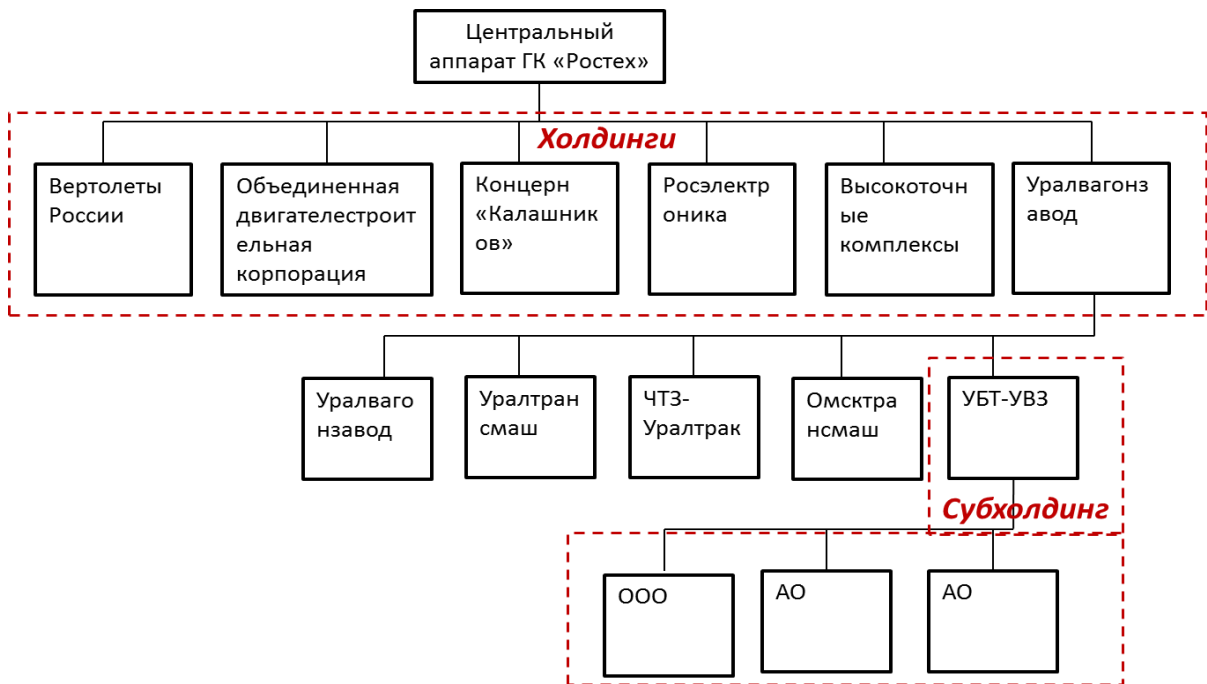 Центральный
аппарат ГК «Ростех»
Холдинги
Вертолеты
России
Объединенная
двигателестроит
ельная
корпорация
Концерн
«Калашник
ов»
Росэлектр
оника
Высокоточн
ые
комплексы
Уралвагонз
авод
Уралваго
нзавод
Уралтран
смаш
ЧТЗ-
Уралтрак
Омсктра
нсмаш
УБТ-УВЗ
Субхолдинг
ООО
АО
АО